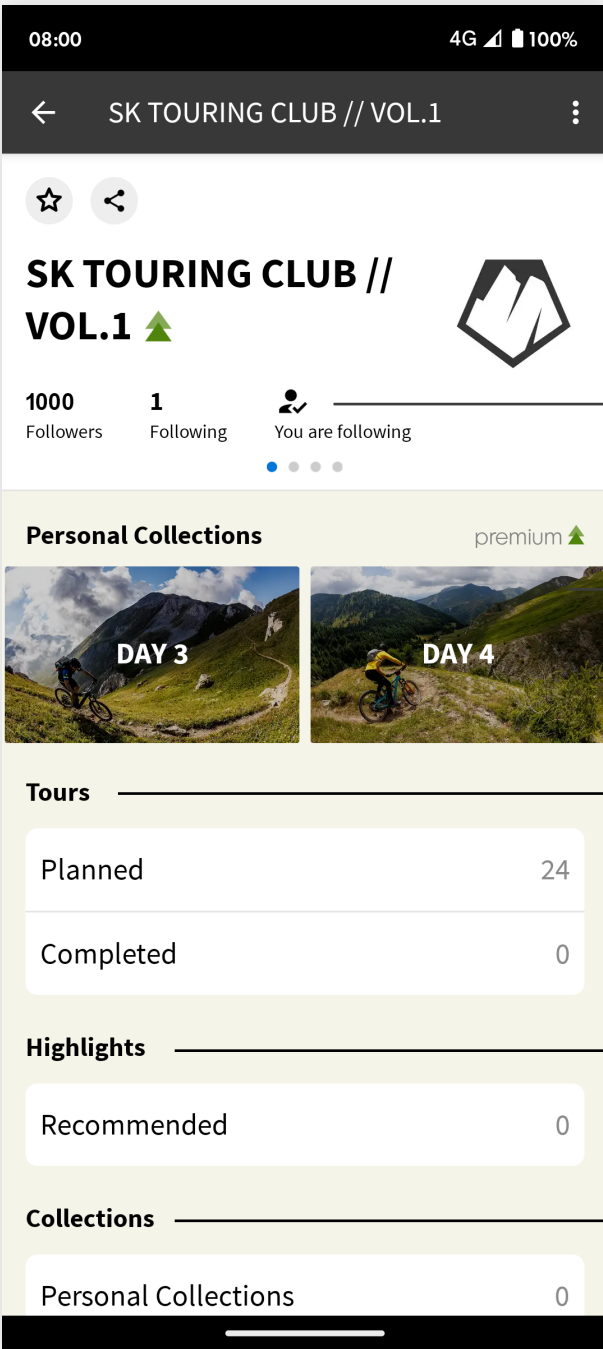 08:00 4G 100%
SK TOURING CLUB // VOL.1
SK TOURING CLUB //
VOL.1
1000 1
Followers Following You are following
Personal Collections premium
DAY 3 DAY 4
Tours
Planned 24
Completed 0
Highlights
Recommended 0
Collections
Personal Collections 0